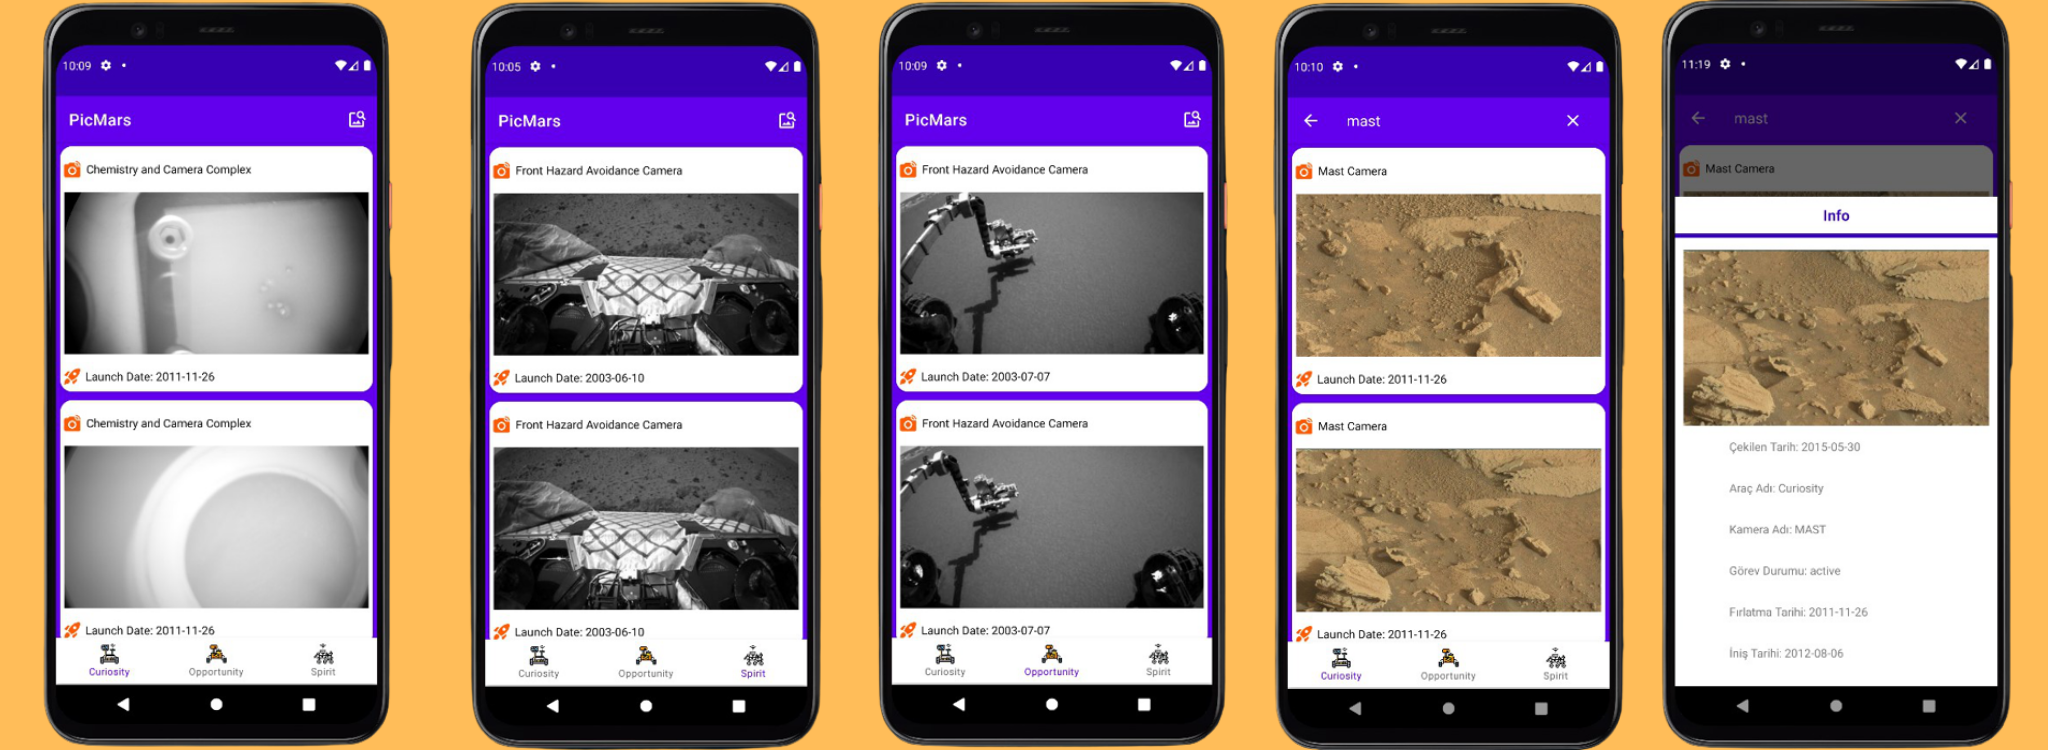 10:09
PicMars
Chemistry and Camera Complex
Launch Date: 2011-11-26
Chemistry and Camera Complex
Launch Date: 2011-11-26
Curiosity Opportunity Spirit
10:05
PicMars
Front Hazard Avoidance Camera
Launch Date: 2003-06-10
Front Hazard Avoidance Camera
Launch Date: 2003-06-10
Curiosity Opportunity Spirit
10:09
PicMars
Front Hazard Avoidance Camera
Launch Date: 2003-07-07
Front Hazard Avoidance Camera
Launch Date: 2003-07-07
Curiosity Opportunity Spirit
10:10
mast
Mast Camera
Launch Date: 2011-11-26
Mast Camera
Launch Date: 2011-11-26
Curiosity Opportunity Spirit
11:19
mast
Mast Camera
Info
Çekilen Tarih: 2015-05-30
Araç Adı: Curiosity
Kamera Adı: MAST
Görev Durumu: active
Fırlatma Tarihi: 2011-11-26
İniş Tarihi: 2012-08-06